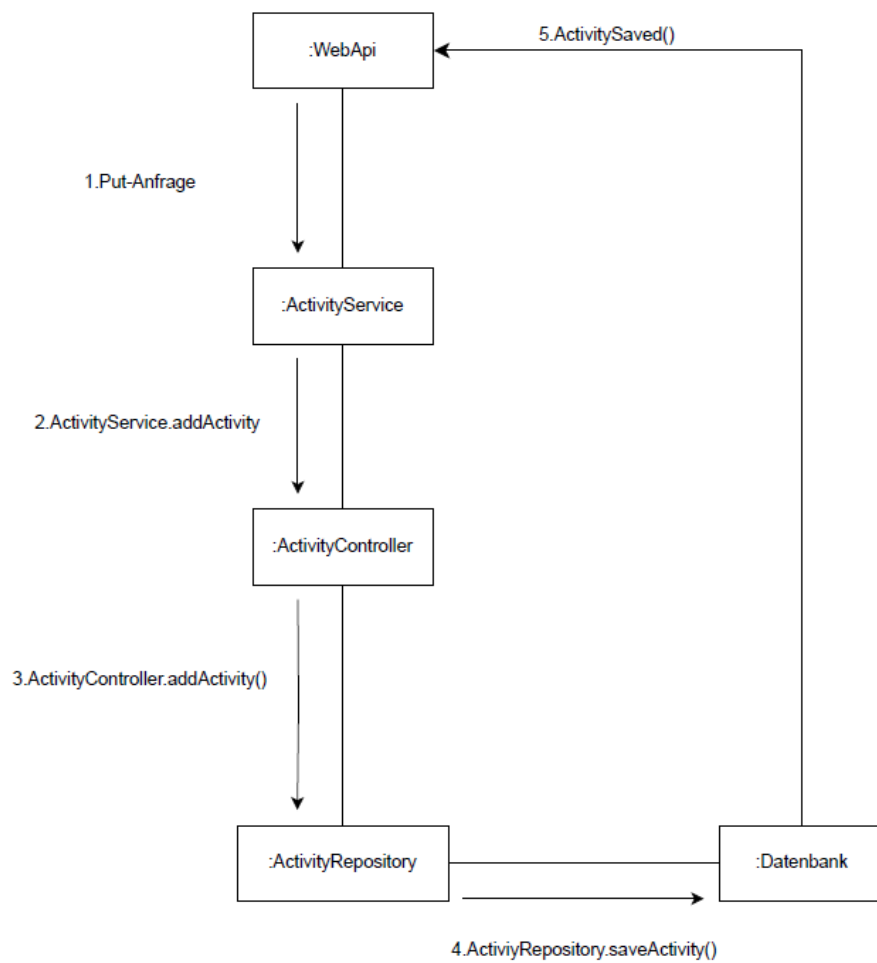 :WebApi
5.ActivitySaved()
1.Put-Anfrage
:ActivityService
2.ActivityService.addActivity
:ActivityController
3.ActivityController.addActivity()
:ActivityRepository
:Datenbank
4.ActiviyRepository.saveActivity()